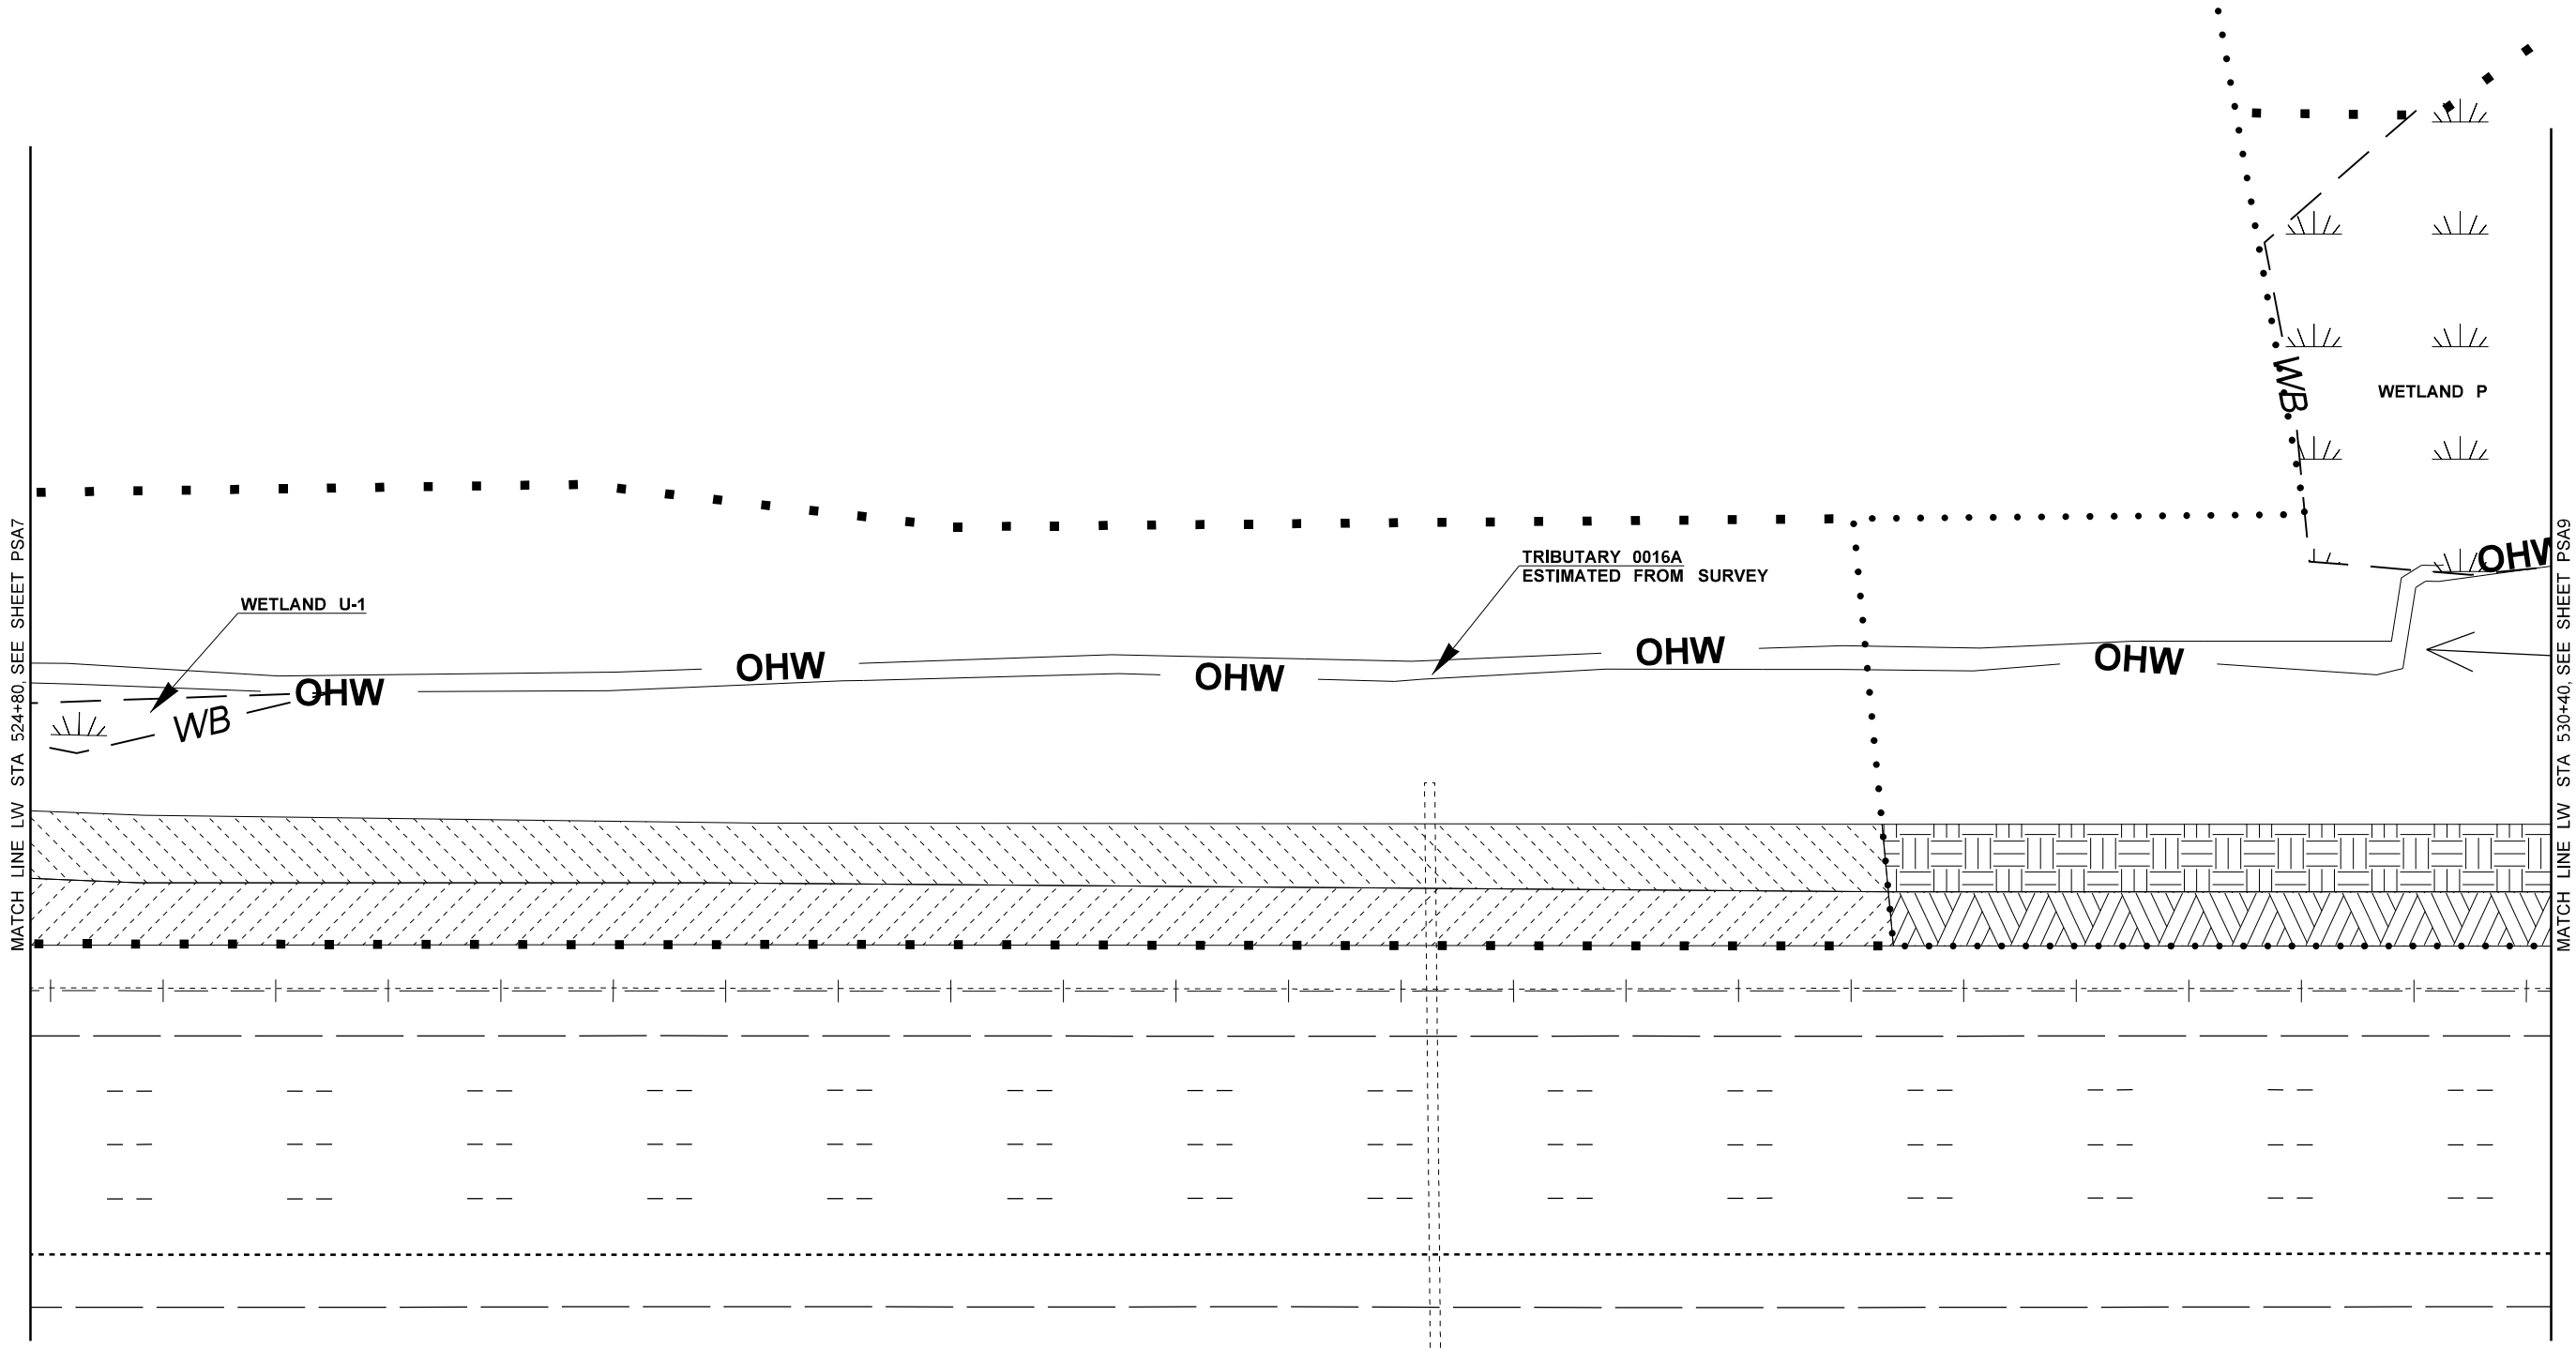 WETLAND P
OHW
TRIBUTARY 0016A
ESTIMATED FROM SURVEY
WETLAND U-1
WB
OHW
OHW
OHW
OHW
OHW
WB
MATCH LINE LW STA 524+80, SEE SHEET PSA7
MATCH LINE LW STA 530+40, SEE SHEET PSA9